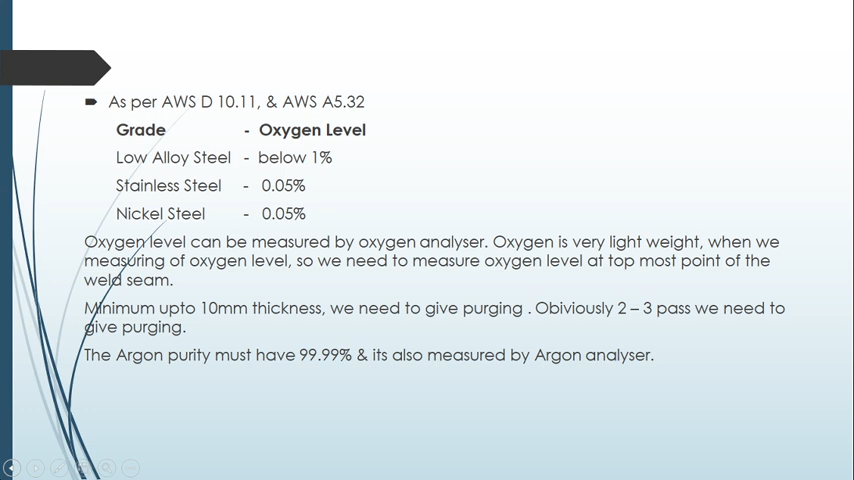 As per AWS D 10.11, & AWS A5.32
Grade - Oxygen Level
Low Alloy Steel - below 1%
Stainless Steel - 0.05%
Nickel Steel - 0.05%
Oxygen level can be measured by oxygen analyser. Oxygen is very light weight, when we
measuring of oxygen level, so we need to measure oxygen level at top most point of the
weld seam.
Minimum upto 10mm thickness, we need to give purging . Obiviously 2 – 3 pass we need to
give purging.
The Argon purity must have 99.99% & its also measured by Argon analyser.